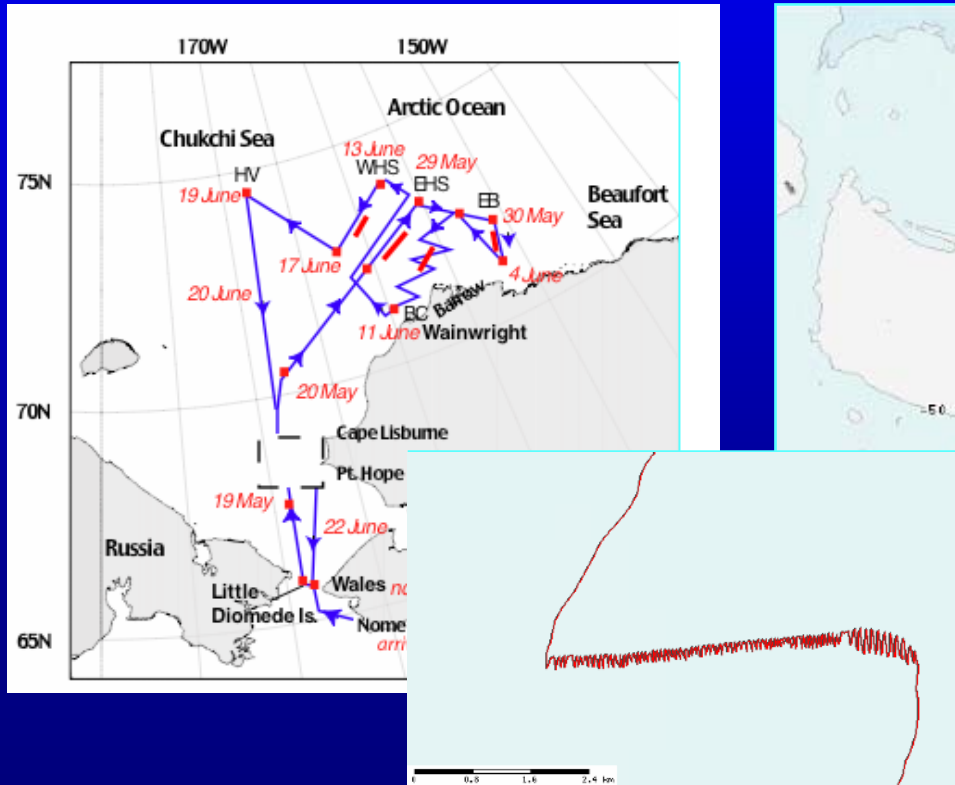 170W 150W
Arctic Ocean
Chukchi Sea
13 June
29 May
WHS
HV
EHS
EB
75N
19 June
30 May
Beaufort
Sea
17 June
4 June
20 June
Barrow
BC
11 June
Wainwright
20 May
70N
Cape Lisburne
Pt. Hope
19 May
22 June
Russia
Little
Diomede Is.
Wales
Nome
65N
-50
0 0.8 1.6 2.4 km